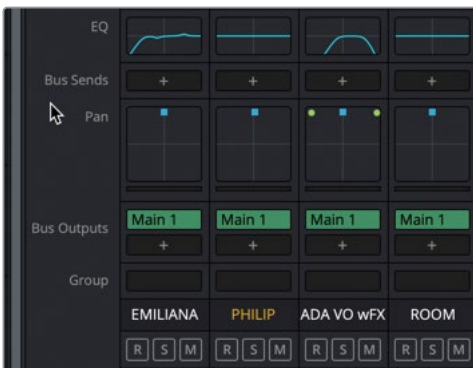 EQ
Bus Sends + + + +
Pan
Bus Outputs Main 1 Main 1 Main 1 Main 1
+ + + +
Group
EMILIANA PHILIP ADA VO wFX ROOM
R S M R S M R S M R S M